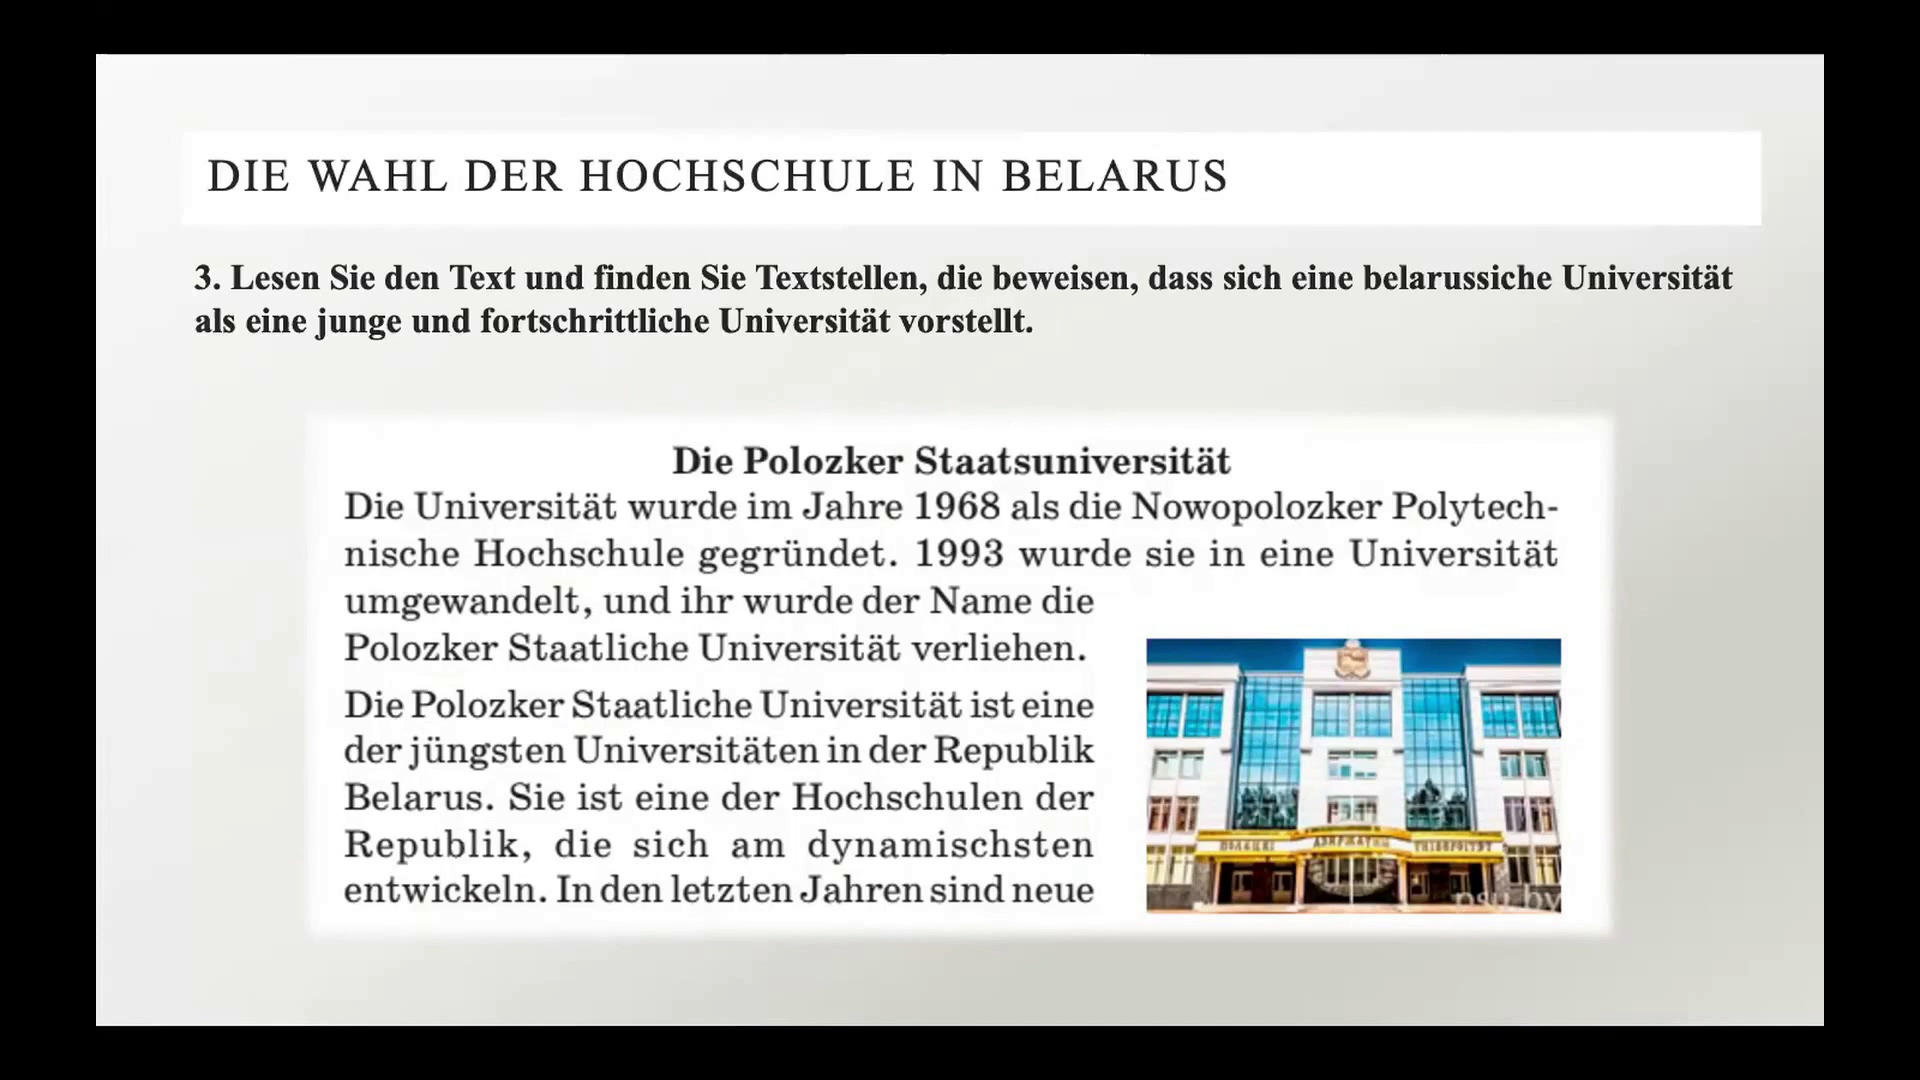 DIE WAHL DER HOCHSCHULE IN BELARUS
3. Lesen Sie den Text und finden Sie Textstellen, die beweisen, dass sich eine belarussiche Universität
als eine junge und fortschrittliche Universität vorstellt.
Die Polozker Staatsuniversität
Die Universität wurde im Jahre 1968 als die Nowopolozker Polytech-
nische Hochschule gegründet. 1993 wurde sie in eine Universität
umgewandelt, und ihr wurde der Name die
Polozker Staatliche Universität verliehen.
Die Polozker Staatliche Universität ist eine
der jüngsten Universitäten in der Republik
Belarus. Sie ist eine der Hochschulen der
Republik, die sich am dynamischsten
entwickeln. In den letzten Jahren sind neue
psu.by